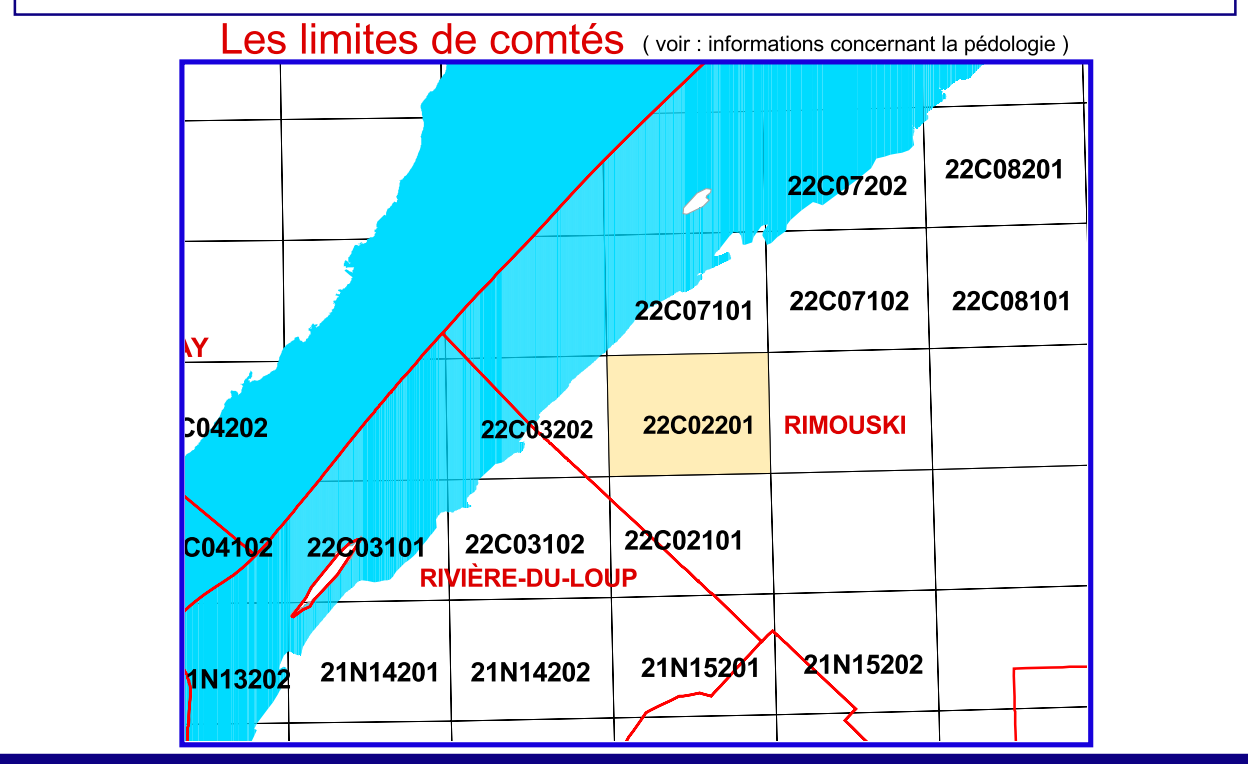 Les limites de comtés ( voir : informations concernant la pédologie )
22C08201
22C07202
22C07101
22C07102
22C08101
AY
C04202
22C03202
22C02201
RIMOUSKI
C04102
22C03101
22C03102
22C02101
RIVIÈRE-DU-LOUP
1N13202
21N14201
21N14202
21N15201
21N15202